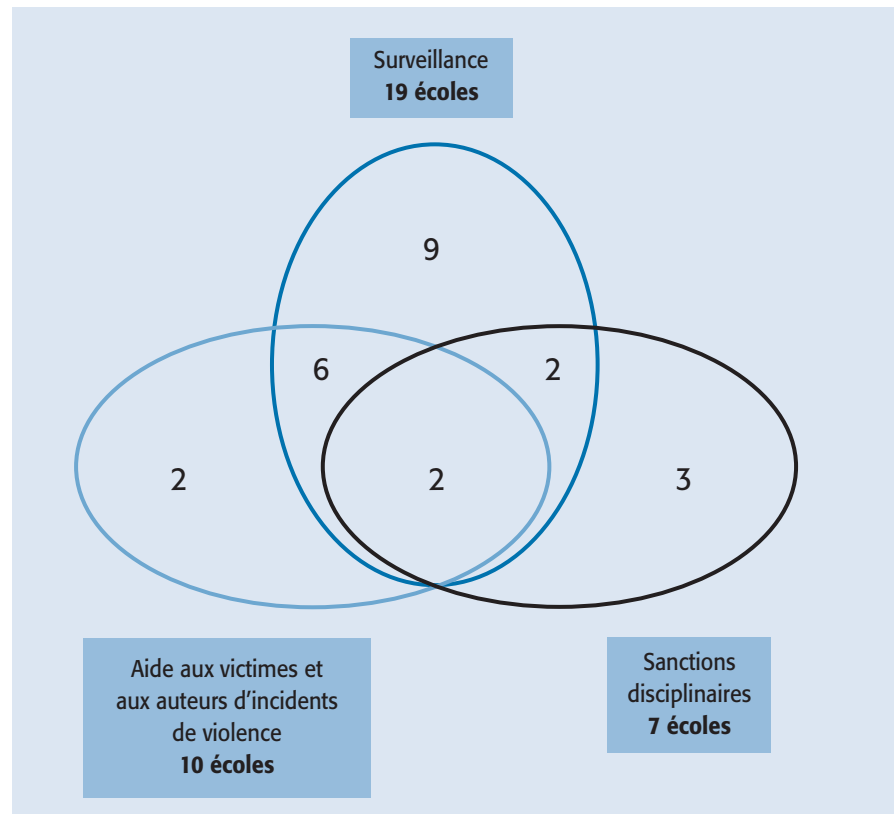 Surveillance
19 écoles
9
6
2
2
2
3
Aide aux victimes et
aux auteurs d'incidents
de violence
10 écoles
Sanctions
disciplinaires
7 écoles